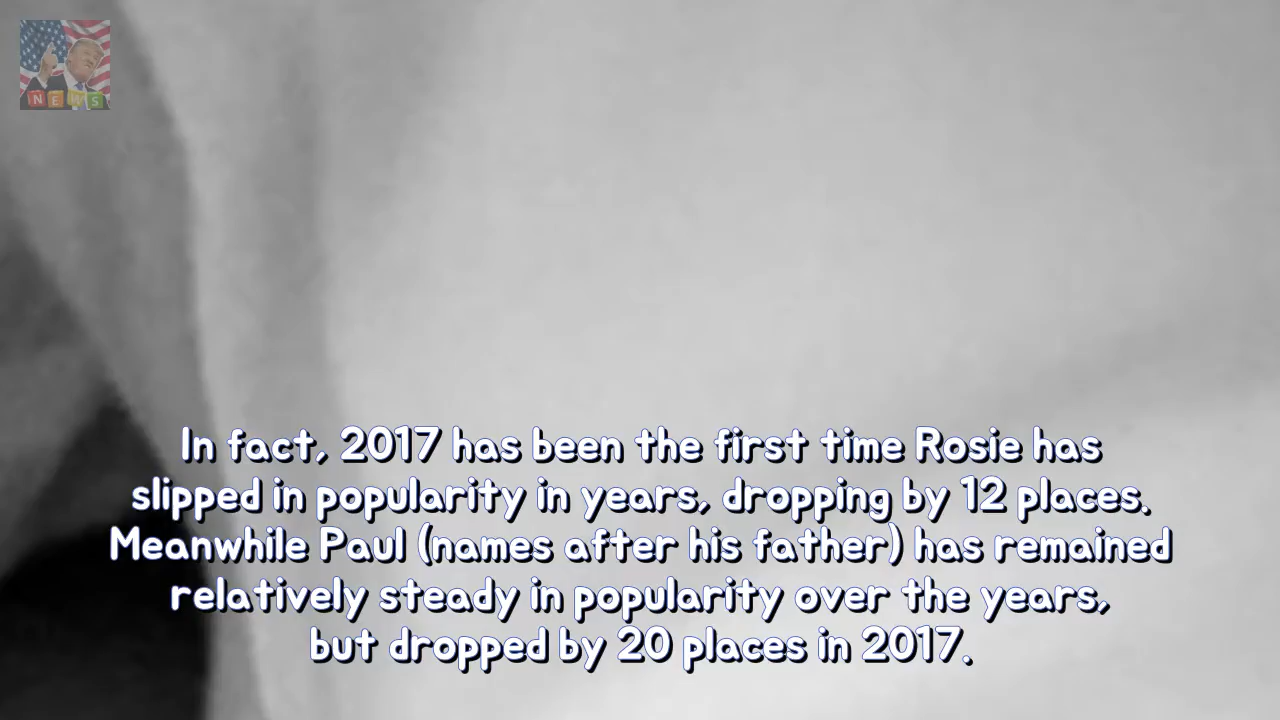 NEWS
In fact, 2017 has been the first time Rosie has
slipped in popularity in years, dropping by 12 places.
Meanwhile Paul (names after his father) has remained
relatively steady in popularity over the years,
but dropped by 20 places in 2017.